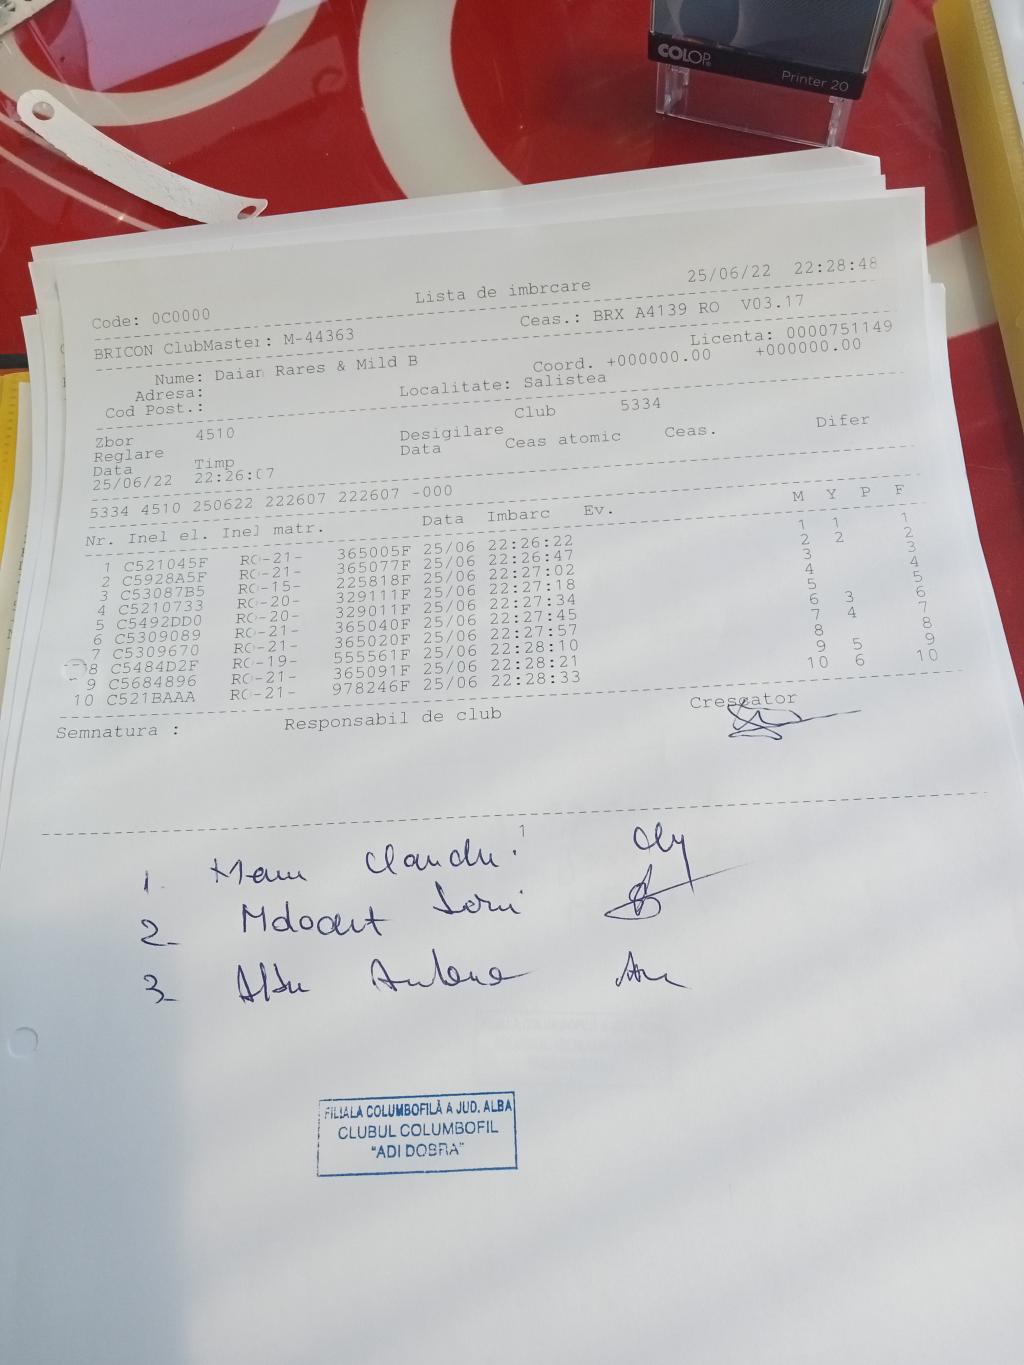 COLOP
Printer 20
25/06/22 22:28:48
Lista de imbrcare
Code: 0C0000
Ceas.: BRX A4139 RO V03.17
BRICON ClubMaster: M-44363
Licenta: 0000751149
Nume: Daian Rares & Mild B
Coord. +000000.00 +000000.00
Adresa:
Localitate: Salistea
Cod Post.:
Club 5334
Zbor 4510
Desigilare
Difer
Reglare
Data Ceas atomic Ceas.
Data Timp
25/06/22 22:26:07
5334 4510 250622 222607 222607 -000
Nr. Inel el. Inel matr. Data Imbarc Ev. M Y P F
1 C521045F RO-21- 365005F 25/06 22:26:22 1 1 1
2 C5928A5F RO-21- 365077F 25/06 22:26:47 2 2 2
3 C53087B5 RO-15- 225818F 25/06 22:27:02 3 3
4 C5210733 RO-20- 329111F 25/06 22:27:18 4 4
5 C5492DD0 RO-20- 329011F 25/06 22:27:34 5 5
6 C5309089 RO-21- 365040F 25/06 22:27:45 6 3 6
7 C5309670 RO-21- 365020F 25/06 22:27:57 7 4 7
8 C5484D2F RO-19- 555561F 25/06 22:28:10 8 8
9 C5684896 RO-21- 365091F 25/06 22:28:21 9 5 9
10 C521BAAA RO-21- 978246F 25/06 22:28:33 10 6 10
Semnatura : Responsabil de club Crescator
1
1.
2-
3-
FILIALA COLUMBOFILĂ A JUD. ALBA
CLUBUL COLUMBOFIL
"ADI DOBRA"